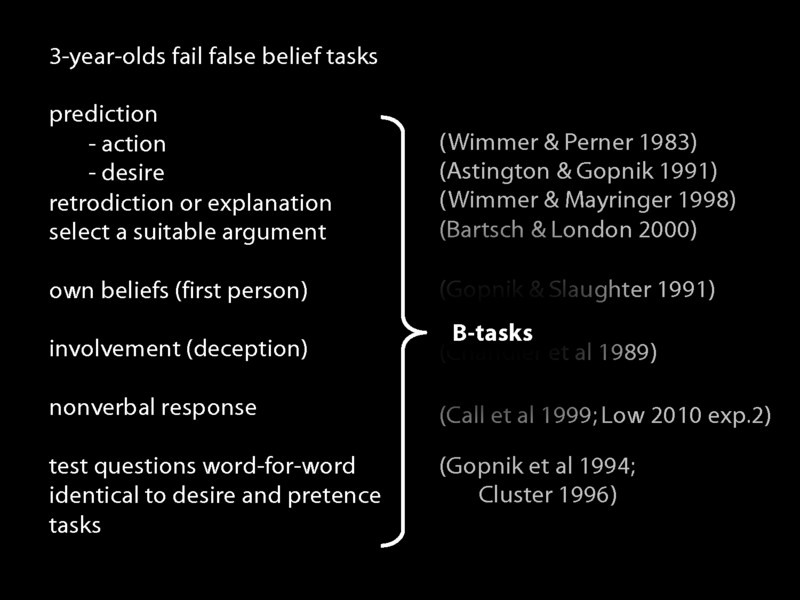 3-year-olds fail false belief tasks
prediction
- action (Wimmer & Perner 1983)
- desire (Astington & Gopnik 1991)
retrodiction or explanation (Wimmer & Mayringer 1998)
select a suitable argument (Bartsch & London 2000)
own beliefs (first person) (Gopnik & Slaughter 1991)
B-tasks
involvement (deception) (Chandler et al 1989)
nonverbal response (Call et al 1999; Low 2010 exp.2)
test questions word-for-word (Gopnik et al 1994;
identical to desire and pretence Cluster 1996)
tasks